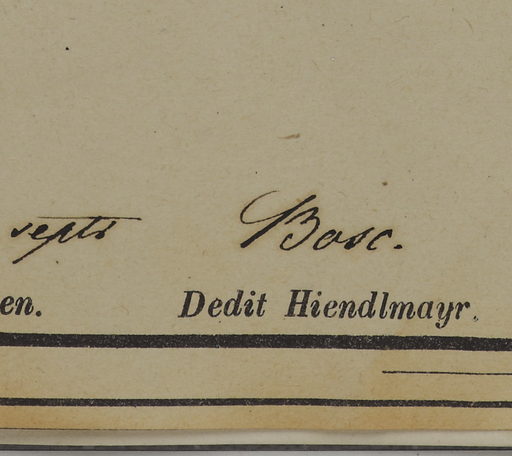 septs Bosc.
en. Dedit Hiendlmayr.